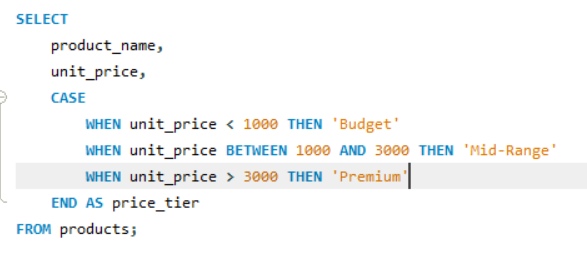 SELECT
    product_name,
    unit_price,
    CASE
        WHEN unit_price < 1000 THEN 'Budget'
        WHEN unit_price BETWEEN 1000 AND 3000 THEN 'Mid-Range'
        WHEN unit_price > 3000 THEN 'Premium'
    END AS price_tier
FROM products;